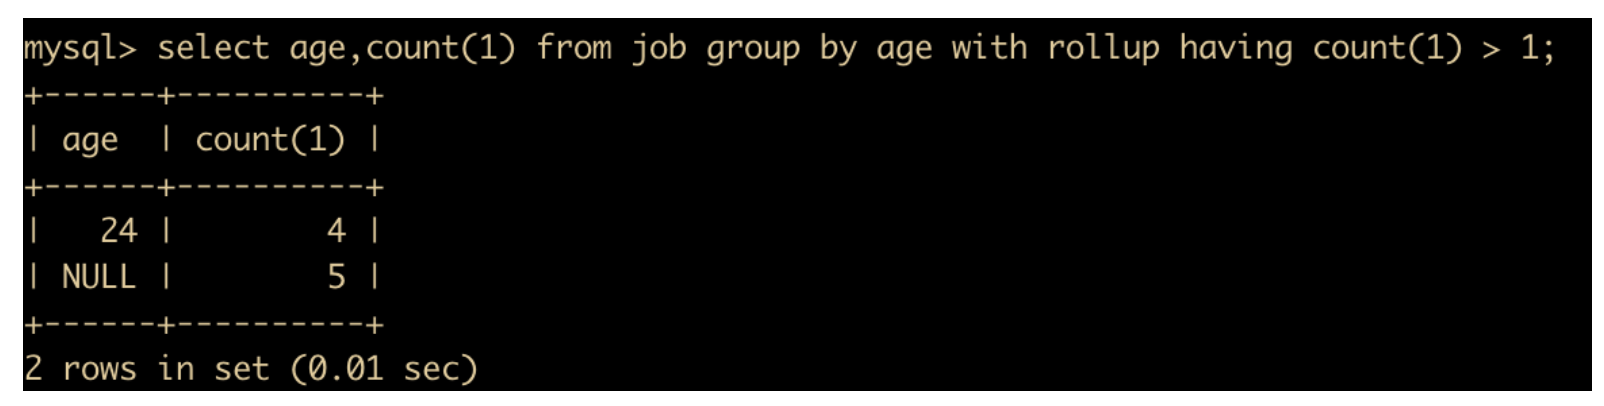 mysql> select age,count(1) from job group by age with rollup having count(1) > 1;
+------+----------+
| age  | count(1) |
+------+----------+
|   24 |        4 |
| NULL |        5 |
+------+----------+
2 rows in set (0.01 sec)